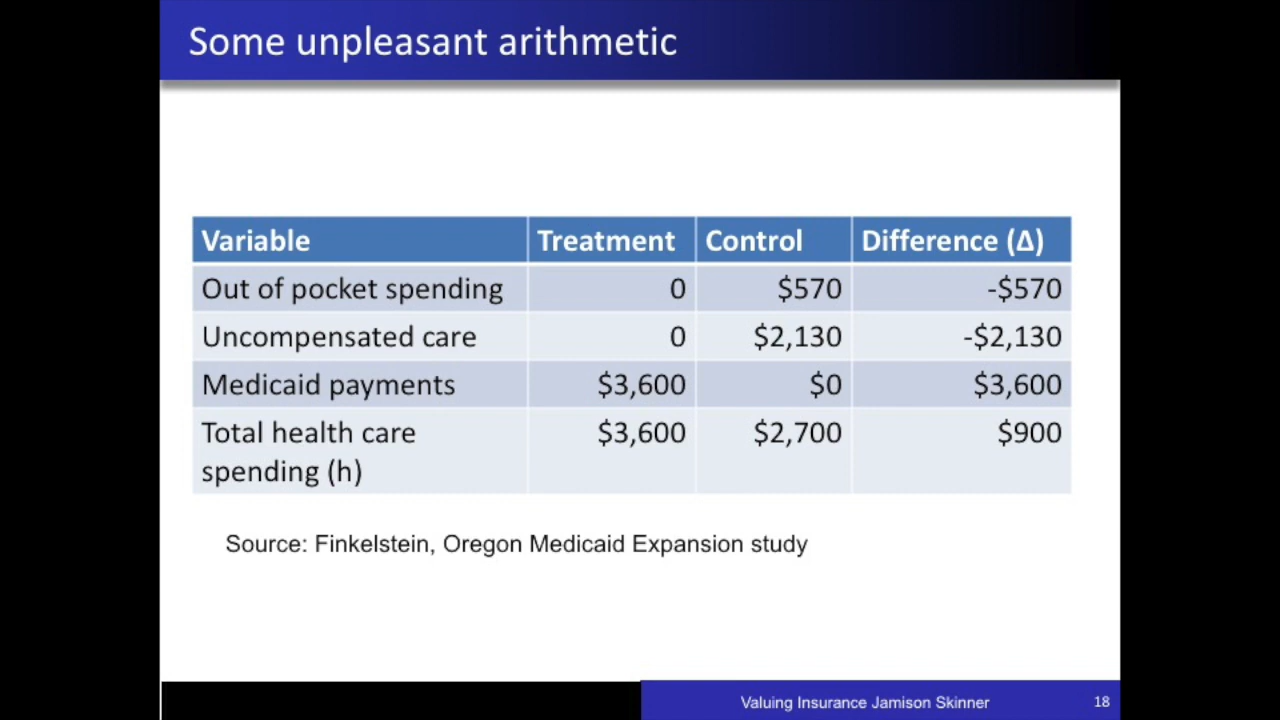 Some unpleasant arithmetic
Variable Treatment Control Difference (Δ)
Out of pocket spending 0 $570 -$570
Uncompensated care 0 $2,130 -$2,130
Medicaid payments $3,600 $0 $3,600
Total health care $3,600 $2,700 $900
spending (h)
Source: Finkelstein, Oregon Medicaid Expansion study
Valuing Insurance Jamison Skinner 18